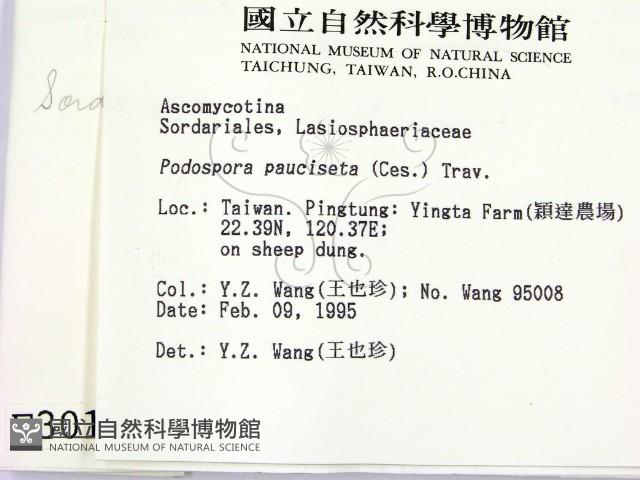 國立自然科學博物館
NATIONAL MUSEUM OF NATURAL SCIENCE
TAICHUNG, TAIWAN, R.O.CHINA
Sord
Ascomycotina
Sordariales, Lasiosphaeriaceae
Podospora pauciseta (Ces.) Trav.
Loc.: Taiwan. Pingtung: Yingta Farm(穎達農場)
22.39N, 120.37E;
on sheep dung.
Col.: Y.Z. Wang(王也珍); No. Wang 95008
Date: Feb. 09, 1995
Det.: Y.Z. Wang(王也珍)
301
國立自然科學博物館
NATIONAL MUSEUM OF NATURAL SCIENCE